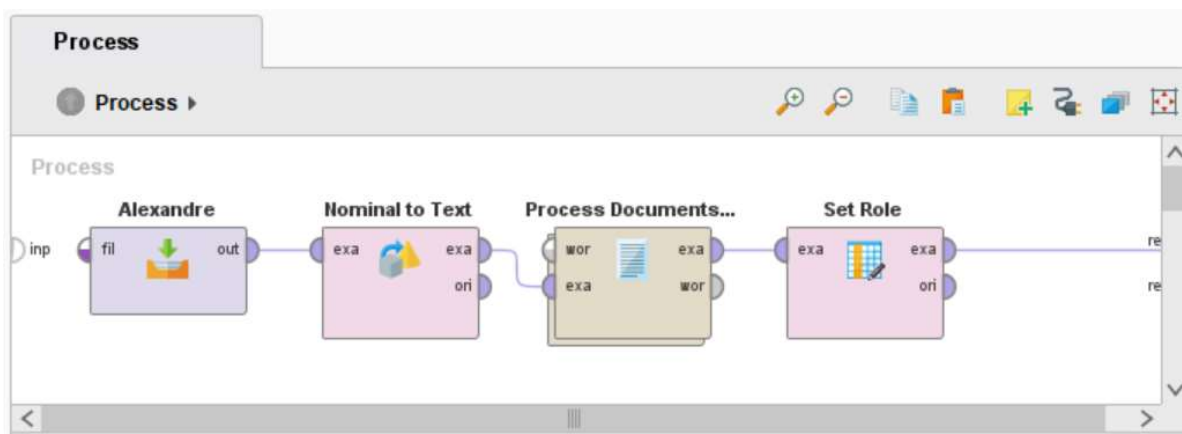 Process
Process
Process
Alexandre
Nominal to Text
Process Documents...
Set Role
inp
fil
out
exa
exa
ori
wor
exa
exa
wor
exa
exa
ori
re
re